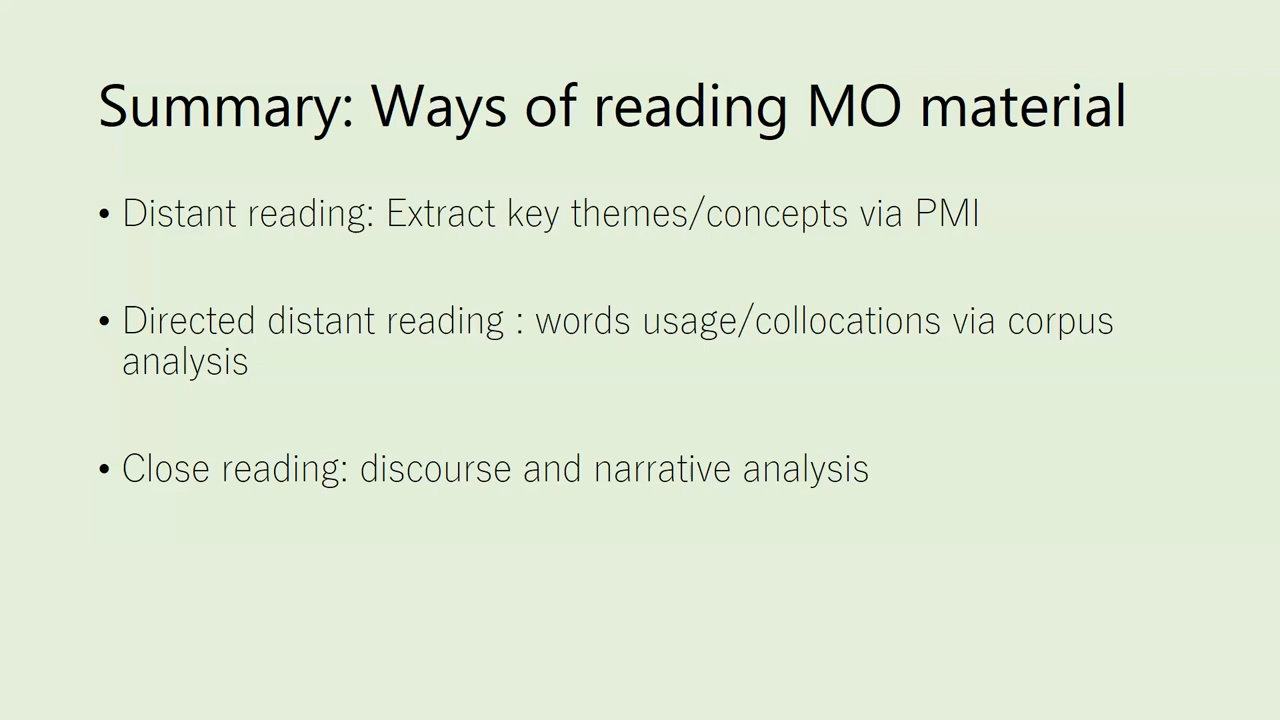 Summary: Ways of reading MO material
• Distant reading: Extract key themes/concepts via PMI
• Directed distant reading : words usage/collocations via corpus
analysis
• Close reading: discourse and narrative analysis